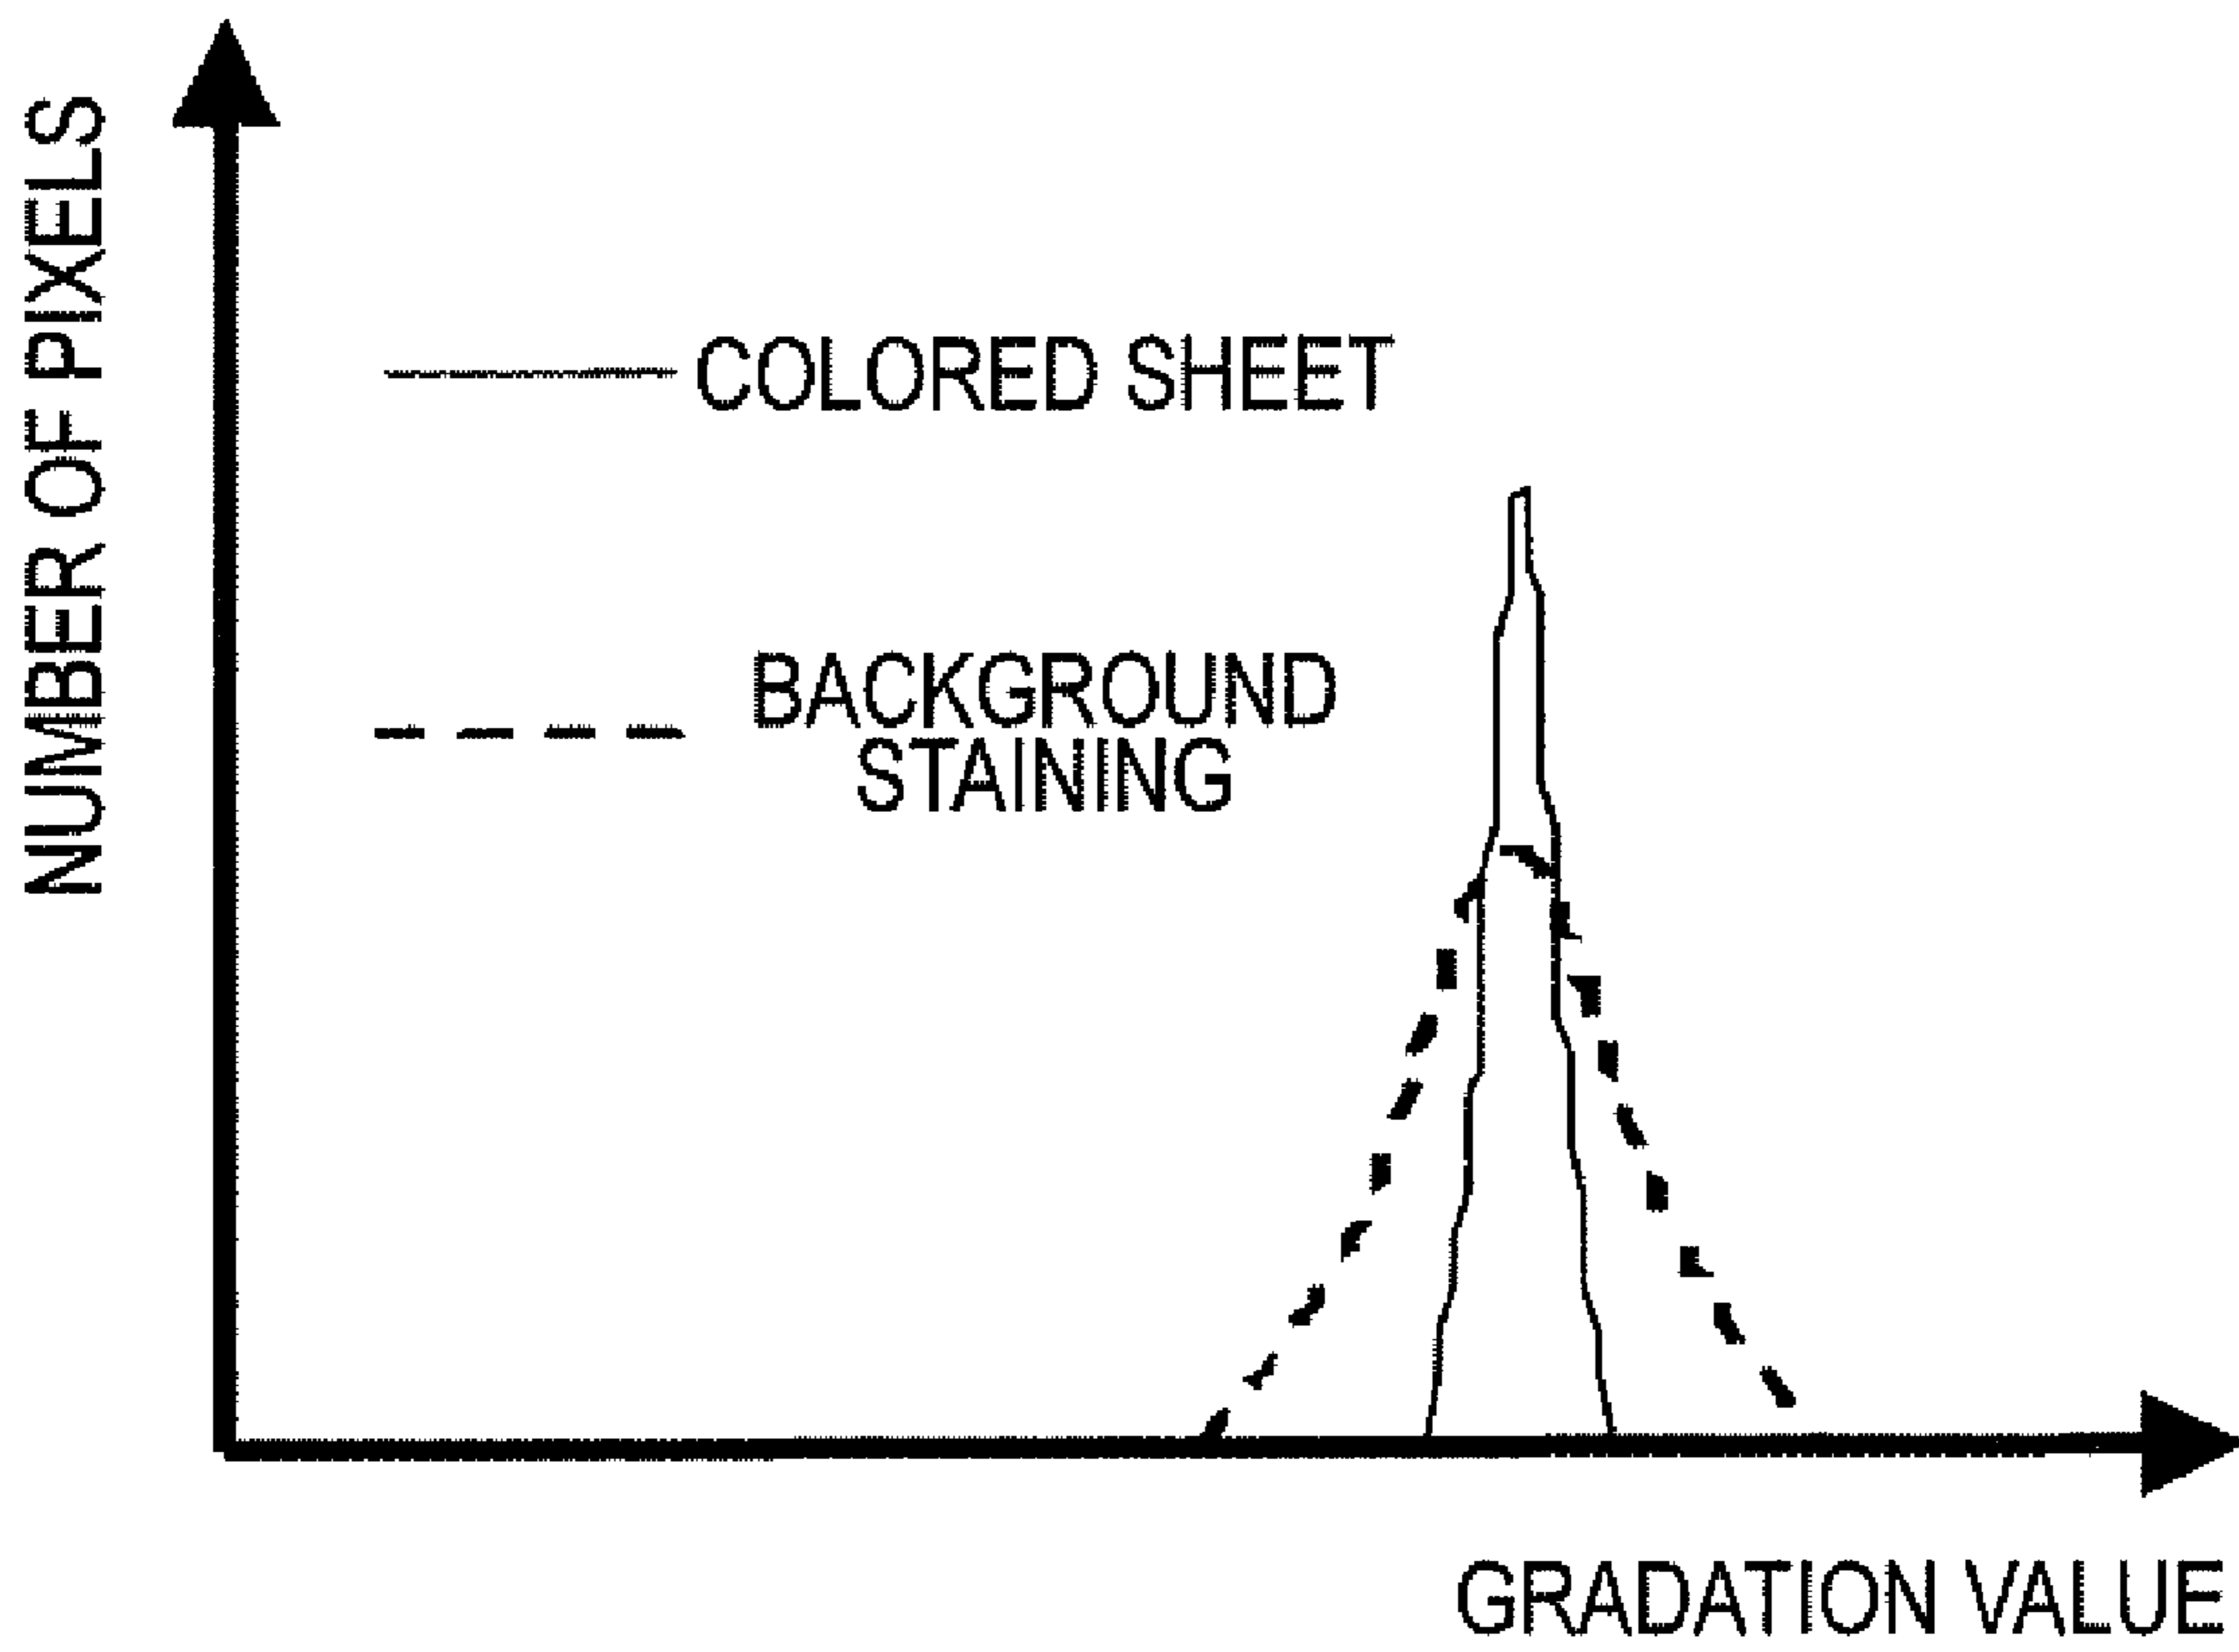 NUMBER OF PIXELS
COLORED SHEET
BACKGROUND
STAINING
GRADATION VALUE